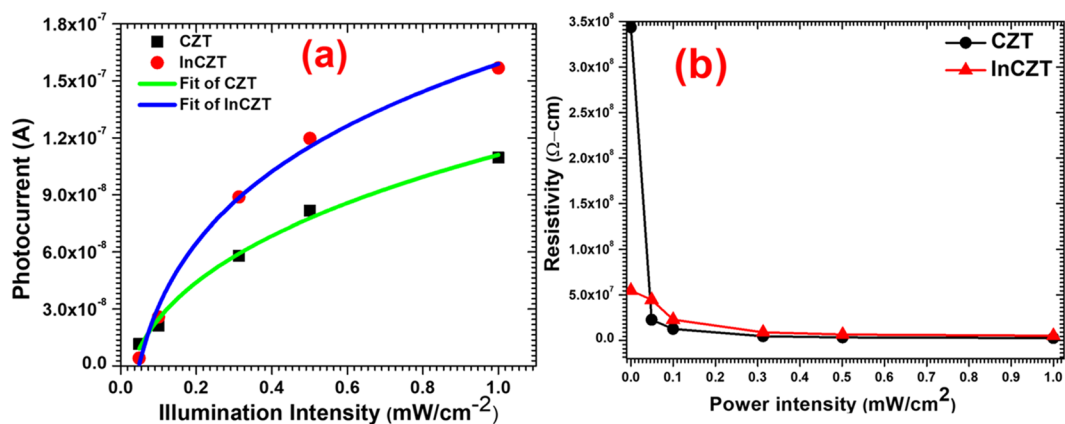 (a)
CZT
InCZT
Fit of CZT
Fit of InCZT
Photocurrent (A)
1.8x10⁻⁷
1.5x10⁻⁷
1.2x10⁻⁷
9.0x10⁻⁸
6.0x10⁻⁸
3.0x10⁻⁸
0.0
0.0 0.2 0.4 0.6 0.8 1.0
Illumination Intensity (mW/cm⁻²)
(b)
CZT
InCZT
Resistivity (Ω−cm)
3.5x10⁸
3.0x10⁸
2.5x10⁸
2.0x10⁸
1.5x10⁸
1.0x10⁸
5.0x10⁷
0.0
0.0 0.1 0.2 0.3 0.4 0.5 0.6 0.7 0.8 0.9 1.0
Power intensity (mW/cm²)